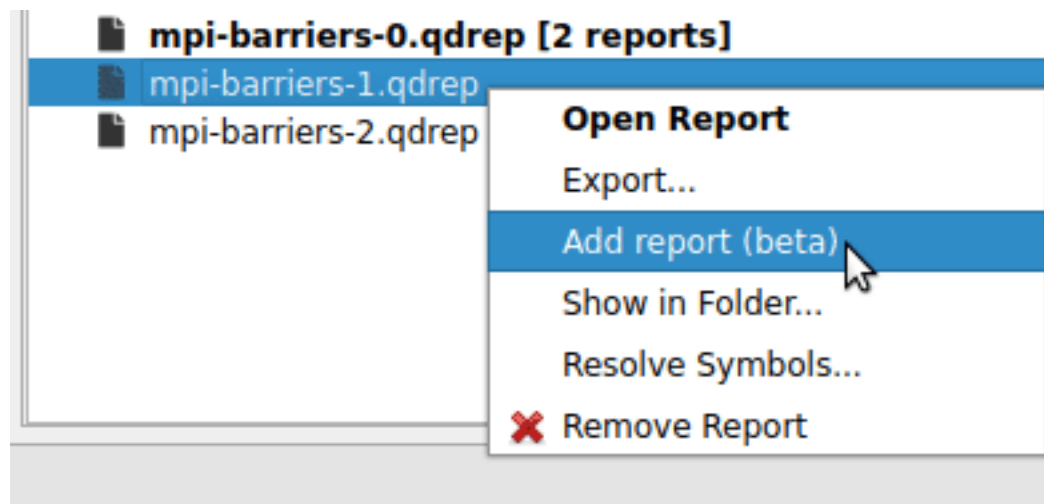 mpi-barriers-0.qdrep [2 reports]
mpi-barriers-1.qdrep
mpi-barriers-2.qdrep
Open Report
Export...
Add report (beta)
Show in Folder...
Resolve Symbols...
Remove Report